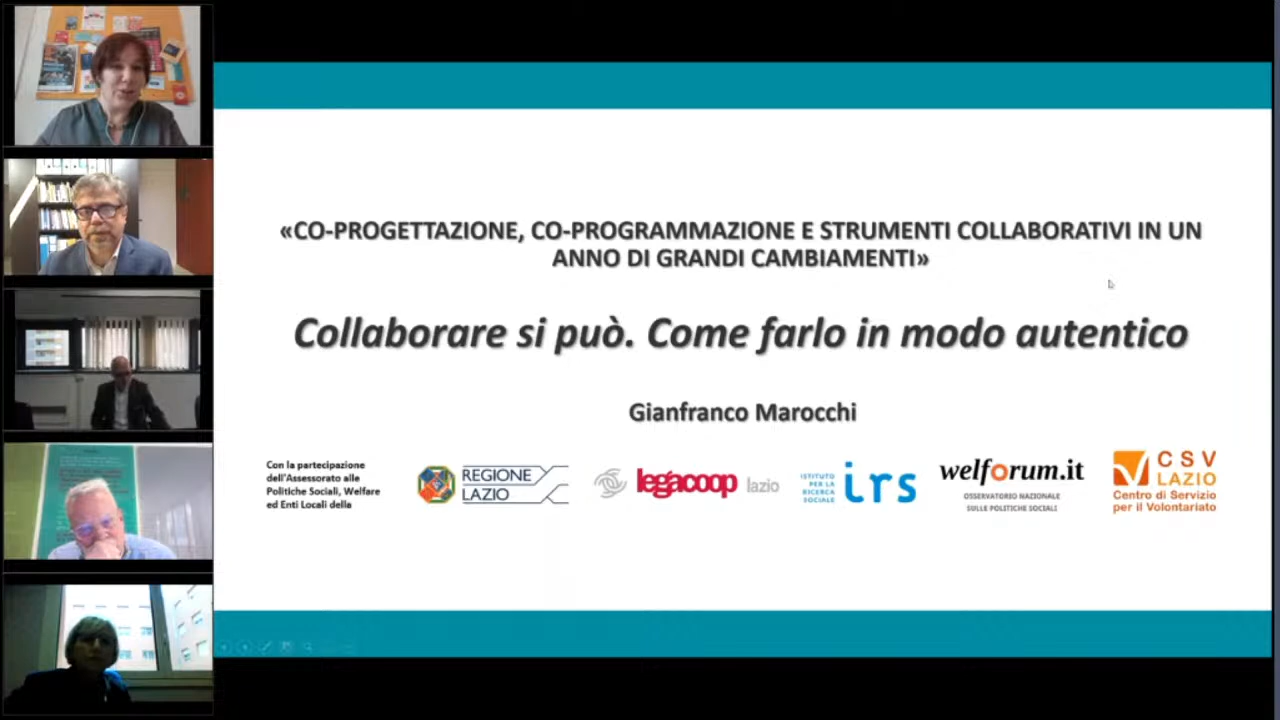 «CO-PROGETTAZIONE, CO-PROGRAMMAZIONE E STRUMENTI COLLABORATIVI IN UN
ANNO DI GRANDI CAMBIAMENTI»
Collaborare si può. Come farlo in modo autentico
Gianfranco Marocchi
Con la partecipazione
dell'Assessorato alle
Politiche Sociali, Welfare
ed Enti Locali della
REGIONE
LAZIO
legacoop lazio
ISTITUTO
PER LA
RICERCA
SOCIALE
irs
welforum.it
OSSERVATORIO NAZIONALE
SULLE POLITICHE SOCIALI
CSV
LAZIO
Centro di Servizio
per il Volontariato